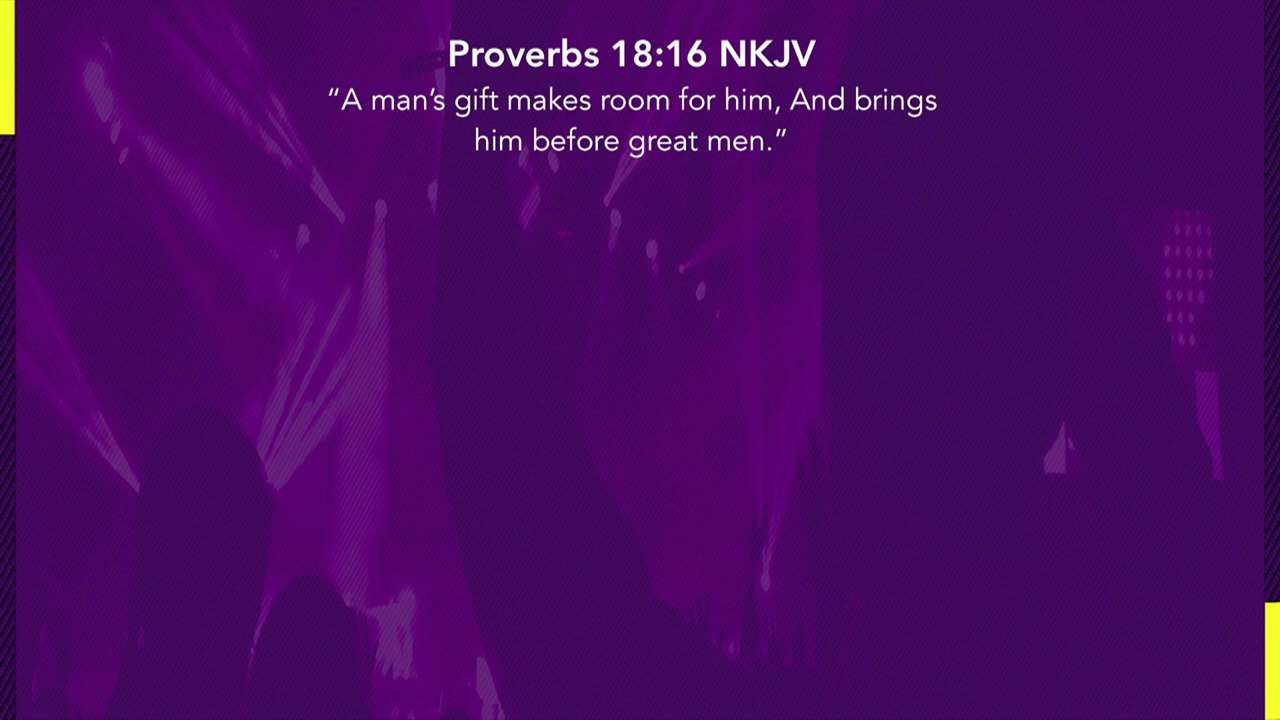 Proverbs 18:16 NKJV
“A man’s gift makes room for him, And brings
him before great men.”